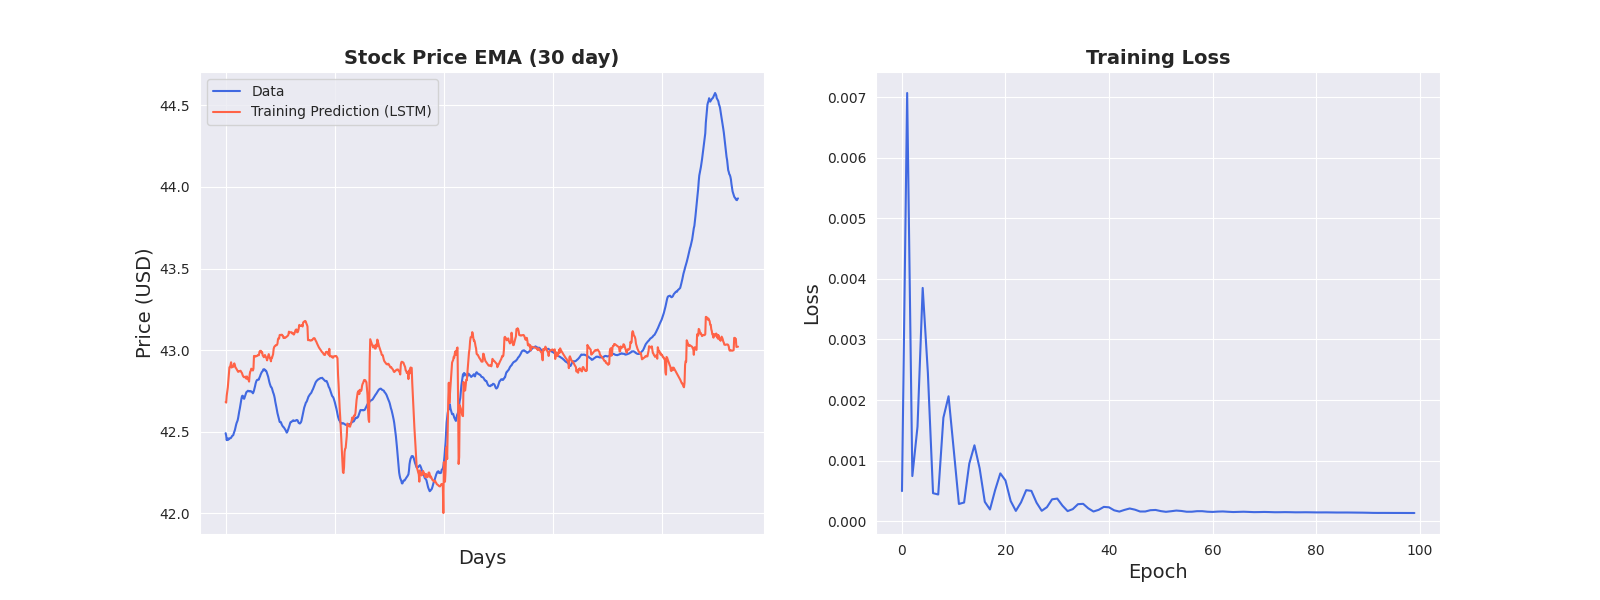 Stock Price EMA (30 day)
Data
Training Prediction (LSTM)
44.5
44.0
43.5
43.0
42.5
42.0
Price (USD)
Days
Training Loss
0.007
0.006
0.005
0.004
0.003
0.002
0.001
0.000
Loss
0 20 40 60 80 100
Epoch